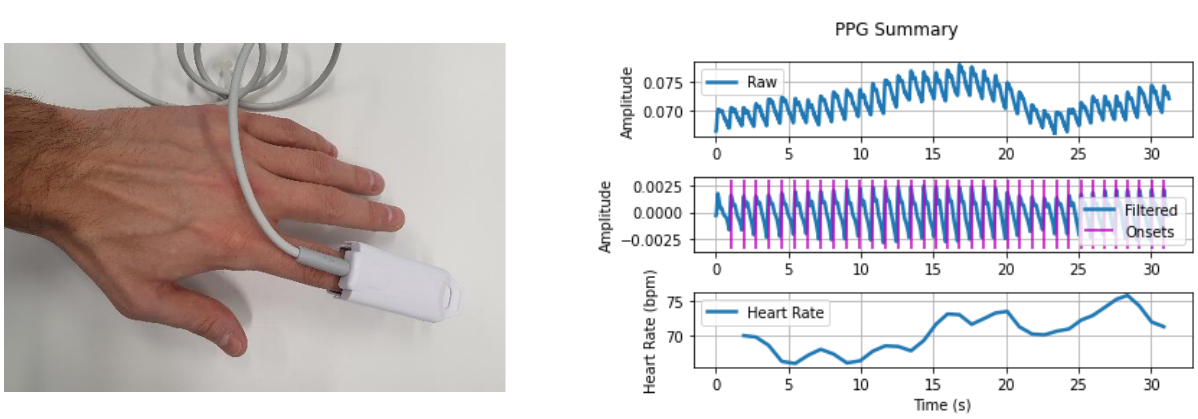 PPG Summary
Amplitude
0.075
0.070
Raw
0 5 10 15 20 25 30
Amplitude
0.0025
0.0000
−0.0025
Filtered
Onsets
0 5 10 15 20 25 30
Heart Rate (bpm)
75
70
Heart Rate
0 5 10 15 20 25 30
Time (s)